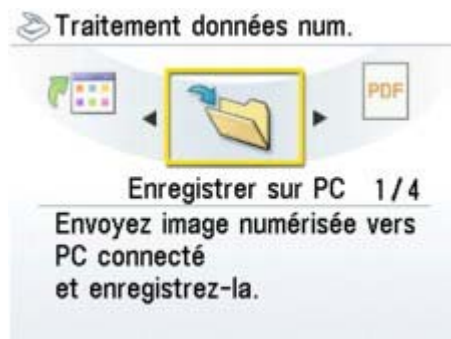 Traitement données num.
PDF
Enregistrer sur PC 1/4
Envoyez image numérisée vers
PC connecté
et enregistrez-la.